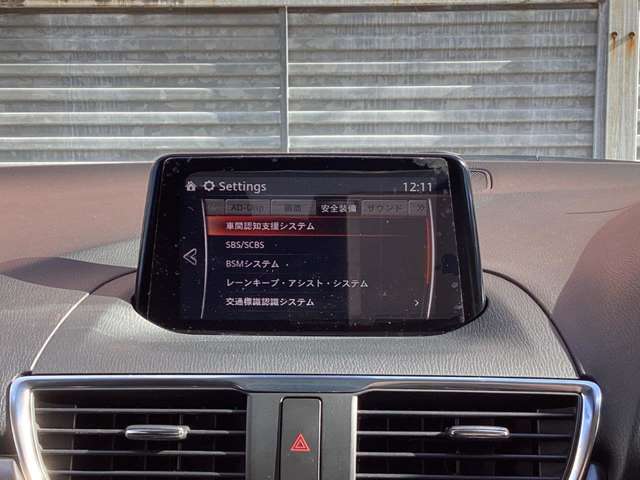 Settings 12:11
AD-Disp 画面 安全装備 サウンド
車間認知支援システム
SBS/SCBS
BSMシステム
レーンキープ・アシスト・システム
交通標識認識システム